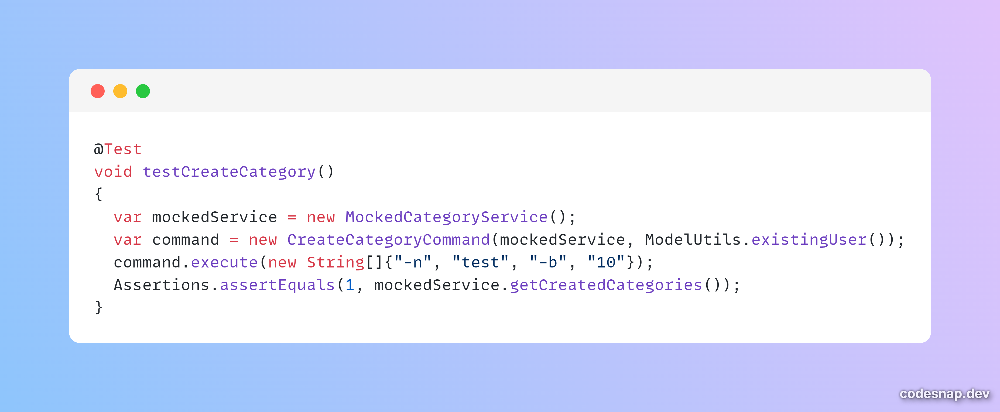 @Test
void testCreateCategory()
{
  var mockedService = new MockedCategoryService();
  var command = new CreateCategoryCommand(mockedService, ModelUtils.existingUser());
  command.execute(new String[]{"-n", "test", "-b", "10"});
  Assertions.assertEquals(1, mockedService.getCreatedCategories());
}
codesnap.dev